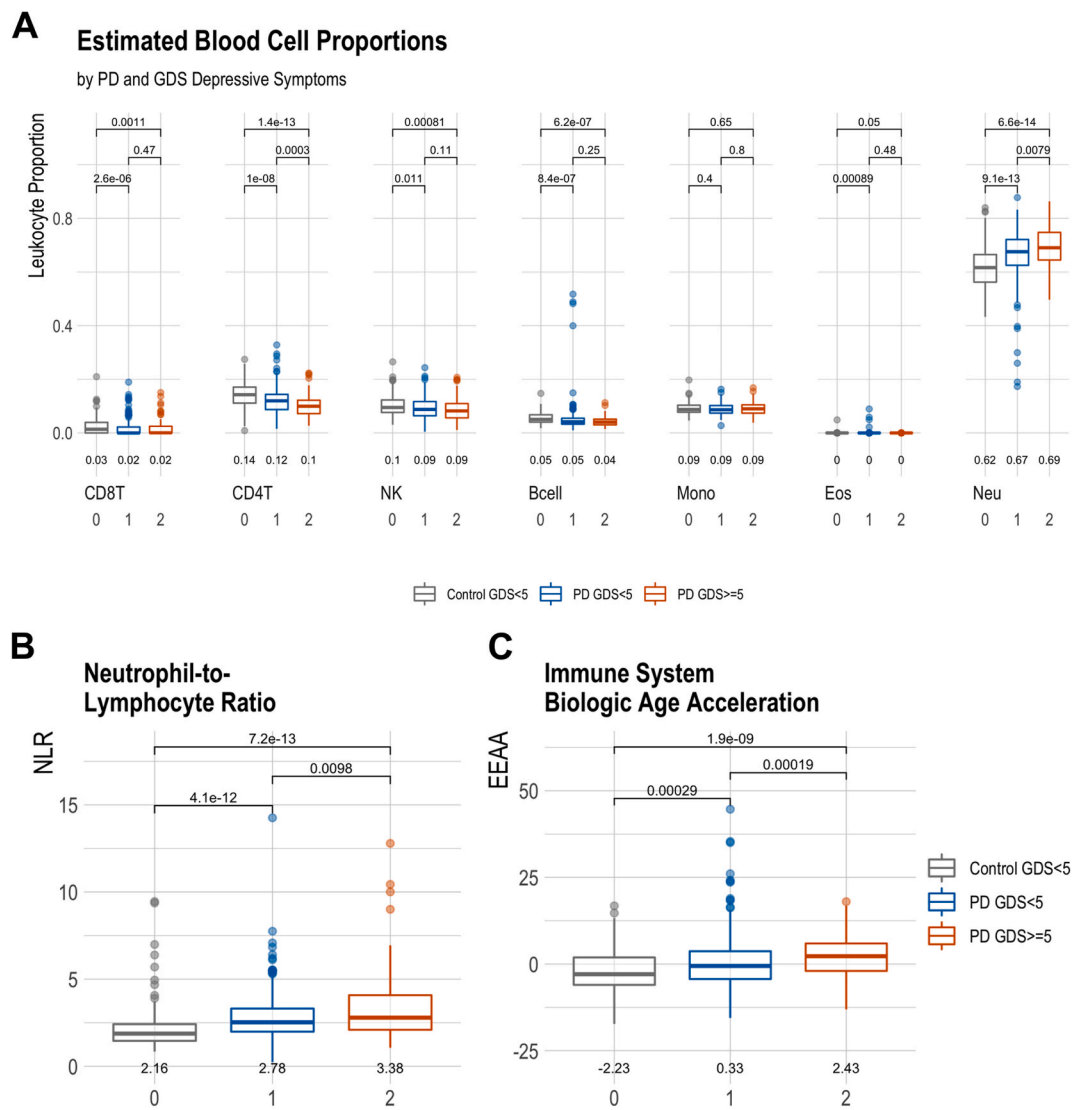 A
Estimated Blood Cell Proportions
by PD and GDS Depressive Symptoms
Leukocyte Proportion
0.8
0.4
0.0
0.0011
0.47
2.6e-06
0.03 0.02 0.02
CD8T
0 1 2
1.4e-13
0.0003
1e-08
0.14 0.12 0.1
CD4T
0 1 2
0.00081
0.11
0.011
0.1 0.09 0.09
NK
0 1 2
6.2e-07
0.25
8.4e-07
0.05 0.05 0.04
Bcell
0 1 2
0.65
0.8
0.4
0.09 0.09 0.09
Mono
0 1 2
0.05
0.48
0.00089
0 0 0
Eos
0 1 2
6.6e-14
0.0079
9.1e-13
0.62 0.67 0.69
Neu
0 1 2
Control GDS<5 PD GDS<5 PD GDS>=5
B
Neutrophil-to-
Lymphocyte Ratio
NLR
15
10
5
0
7.2e-13
0.0098
4.1e-12
2.16 2.78 3.38
0 1 2
C
Immune System
Biologic Age Acceleration
EEAA
50
25
0
-25
1.9e-09
0.00019
0.00029
-2.23 0.33 2.43
0 1 2
Control GDS<5
PD GDS<5
PD GDS>=5